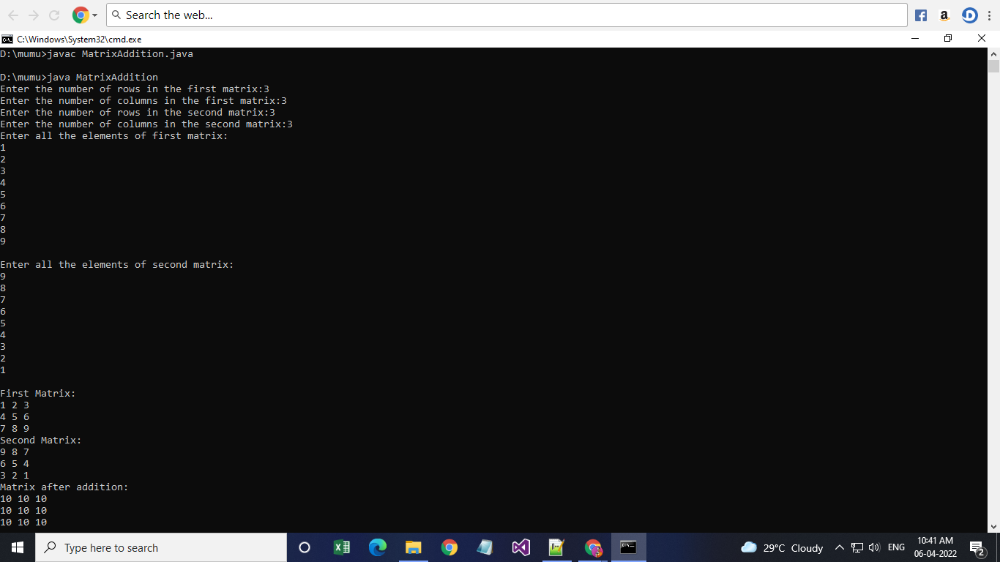 Search the web...
C:\Windows\System32\cmd.exe
D:\mumu>javac MatrixAddition.java
D:\mumu>java MatrixAddition
Enter the number of rows in the first matrix:3
Enter the number of columns in the first matrix:3
Enter the number of rows in the second matrix:3
Enter the number of columns in the second matrix:3
Enter all the elements of first matrix:
1
2
3
4
5
6
7
8
9
Enter all the elements of second matrix:
9
8
7
6
5
4
3
2
1
First Matrix:
1 2 3
4 5 6
7 8 9
Second Matrix:
9 8 7
6 5 4
3 2 1
Matrix after addition:
10 10 10
10 10 10
10 10 10
Type here to search
29°C Cloudy
ENG
10:41 AM
06-04-2022
2